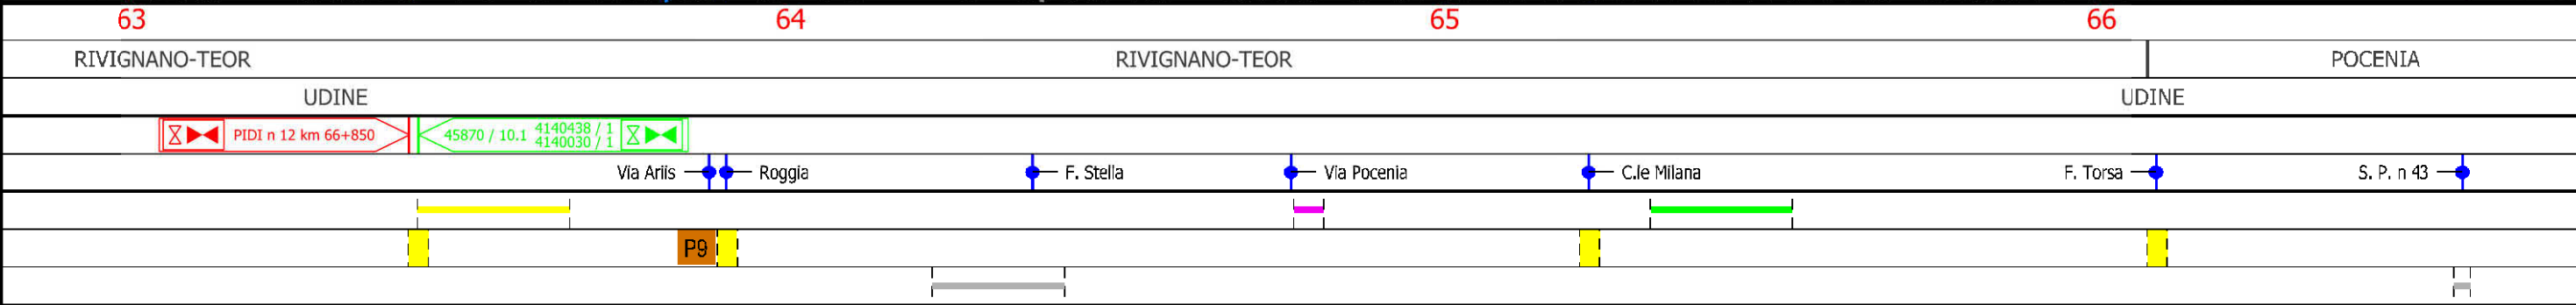 63 64 65 66
RIVIGNANO-TEOR RIVIGNANO-TEOR POCENIA
UDINE UDINE
PIDI n 12 km 66+850 45870 / 10.1 4140438 / 1
4140030 / 1
Via Ariis Roggia F. Stella Via Pocenia C.le Milana F. Torsa S. P. n 43
P9